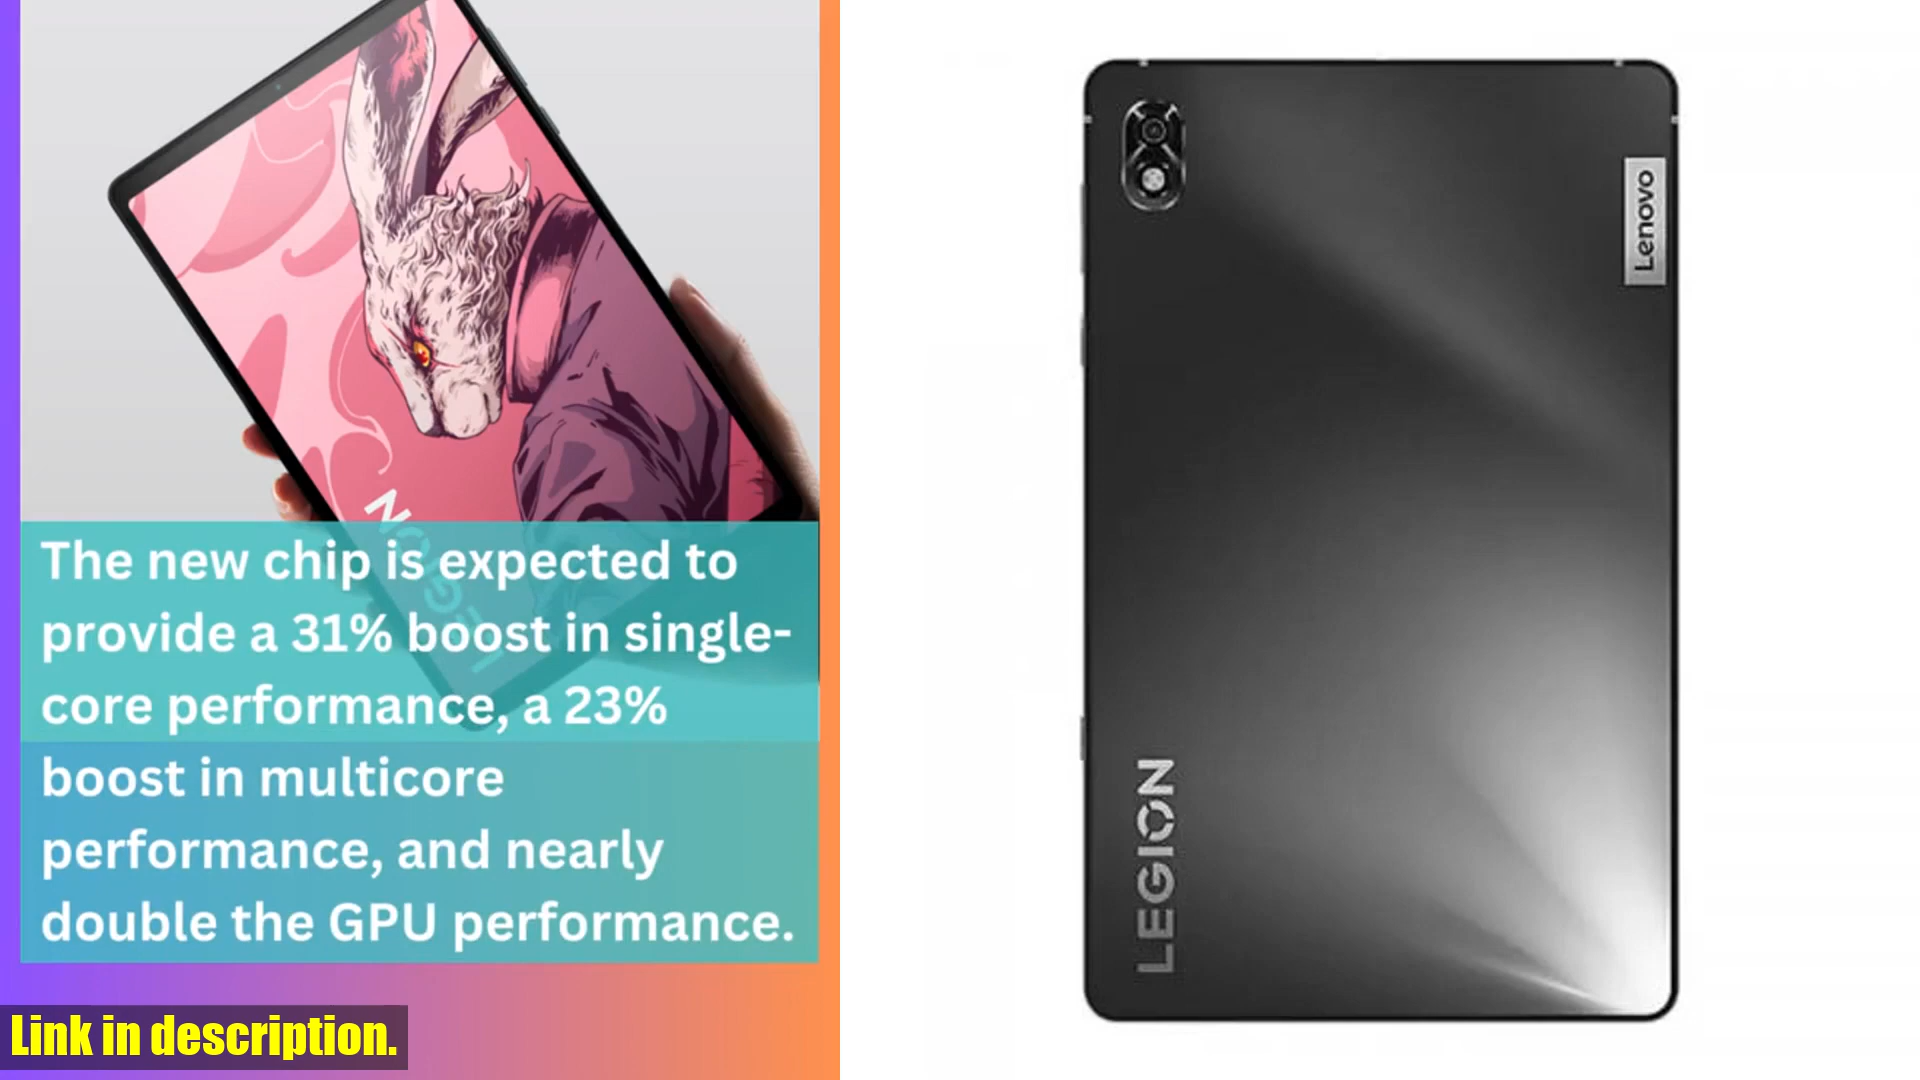 The new chip is expected to
provide a 31% boost in single-
core performance, a 23%
boost in multicore
performance, and nearly
double the GPU performance.
Link in description.
LEGION
Lenovo
LEGION